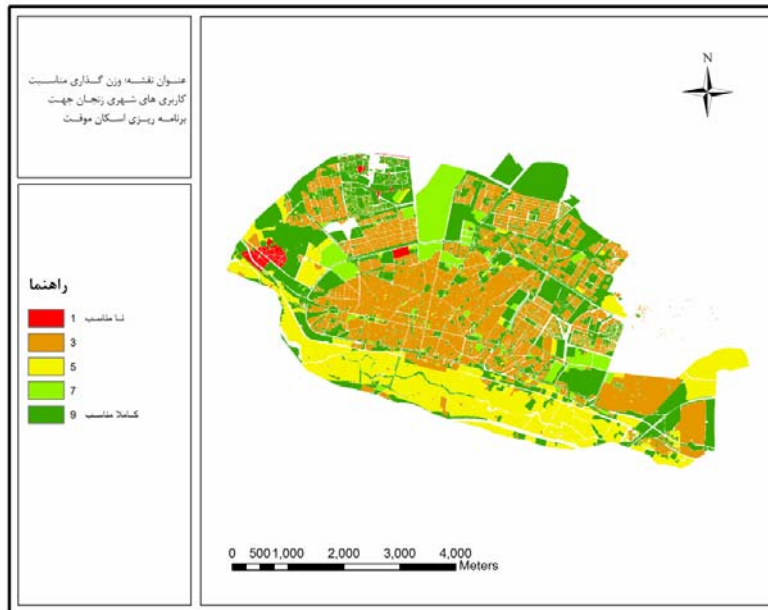 عنوان نقشه: وزن گذاری مناسبت
کاربری های شهری زنجان جهت
برنامه ریزی اسکان موقت
N
راهنما
1 نا مناسب
3
5
7
9 کاملا مناسب
0 500 1,000 2,000 3,000 4,000
Meters